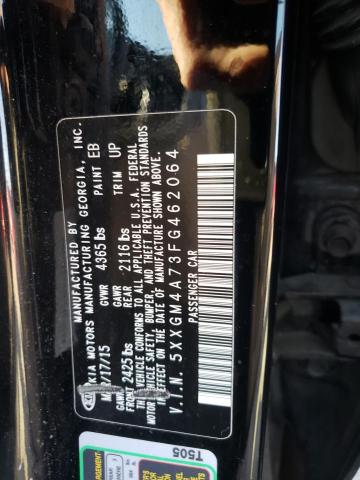 MANUFACTURED BY
KIA MOTORS MANUFACTURING GEORGIA, INC.
17/15 GVWR 4365 lbs PAINT EB
GAWR FRONT 2425 lbs GAWR REAR 2116 lbs TRIM UP
THIS VEHICLE CONFORMS TO ALL APPLICABLE U.S.A. FEDERAL
MOTOR VEHICLE SAFETY, BUMPER, AND THEFT PREVENTION STANDARDS
IN EFFECT ON THE DATE OF MANUFACTURE SHOWN ABOVE.
V.I.N. 5XXGM4A73FG462064
PASSENGER CAR
T505